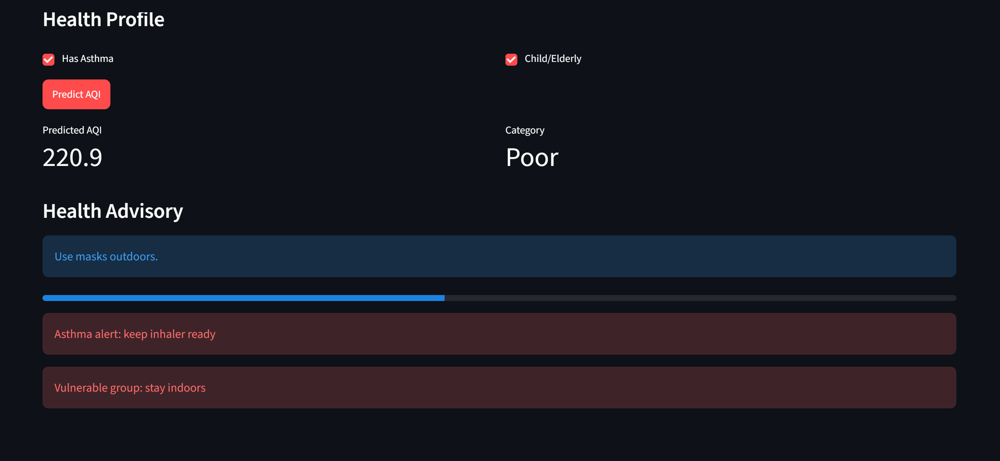 Health Profile
Has Asthma
Child/Elderly
Predict AQI
Predicted AQI
Category
220.9
Poor
Health Advisory
Use masks outdoors.
Asthma alert: keep inhaler ready
Vulnerable group: stay indoors